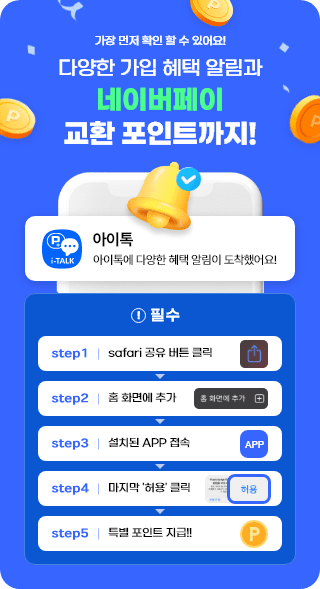 가장 먼저 확인 할 수 있어요!
다양한 가입 혜택 알림과
네이버페이
교환 포인트까지!
P
i-TALK
아이톡
아이톡에 다양한 혜택 알림이 도착했어요!
! 필수
step1 | safari 공유 버튼 클릭
step2 | 홈 화면에 추가
홈 화면에 추가
step3 | 설치된 APP 접속
APP
step4 | 마지막 '허용' 클릭
허용
step5 | 특별 포인트 지급!!
P